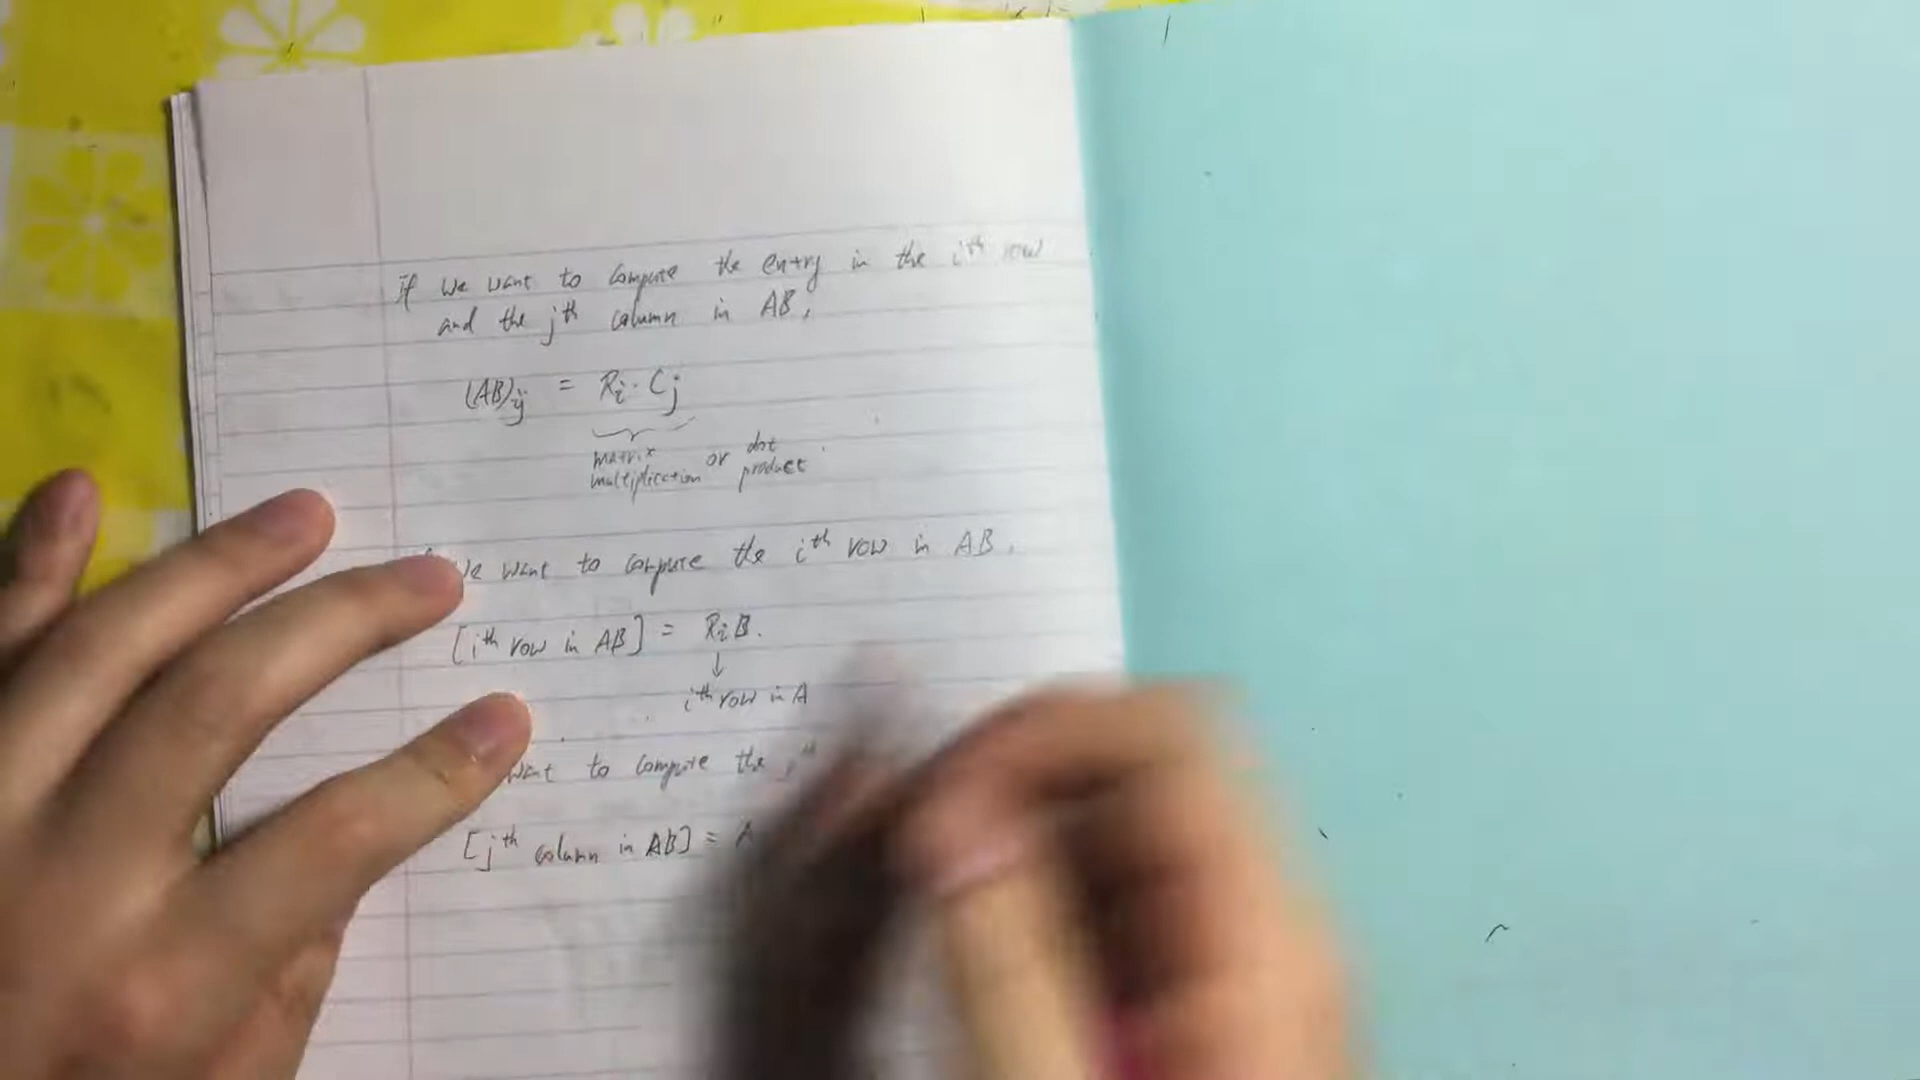 if we want to compute the entry in the iᵗʰ row
and the jᵗʰ column in AB,
(AB)ᵢⱼ = Rᵢ · Cⱼ
matrix multiplication or dot product
we want to compute the iᵗʰ row in AB,
[iᵗʰ row in AB] = RᵢB.
↓
iᵗʰ row in A
want to compute the
[jᵗʰ column in AB] = A